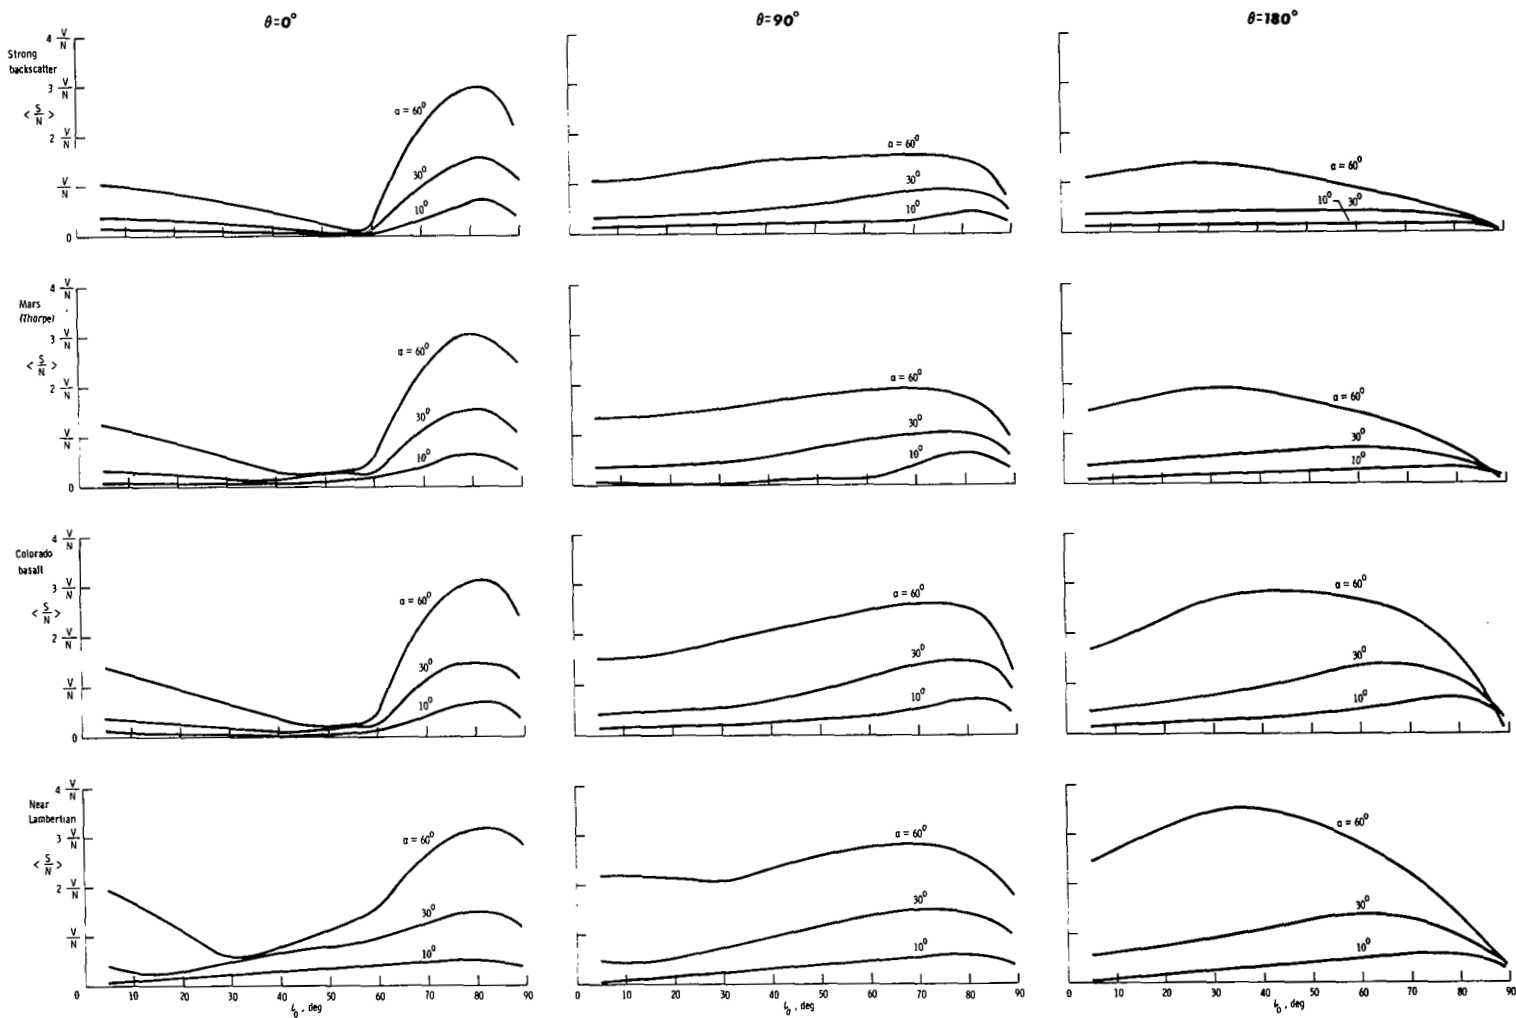 θ=0°
θ=90°
θ=180°
Strong backscatter
< S/N >
4 V/N
3 V/N
2 V/N
V/N
0
α = 60°
30°
10°
α = 60°
30°
10°
α = 60°
10° 30°
Mars (Thorpe)
< S/N >
4 V/N
3 V/N
2 V/N
V/N
0
α = 60°
30°
10°
α = 60°
30°
10°
α = 60°
30°
10°
Colorado basalt
< S/N >
4 V/N
3 V/N
2 V/N
V/N
0
α = 60°
30°
10°
α = 60°
30°
10°
α = 60°
30°
10°
Near Lambertian
< S/N >
4 V/N
3 V/N
2 V/N
V/N
α = 60°
30°
10°
α = 60°
30°
10°
α = 60°
30°
10°
0 10 20 30 40 50 60 70 80 90
, deg
0 10 20 30 40 50 60 70 80 90
, deg
0 10 20 30 40 50 60 70 80 90
, deg